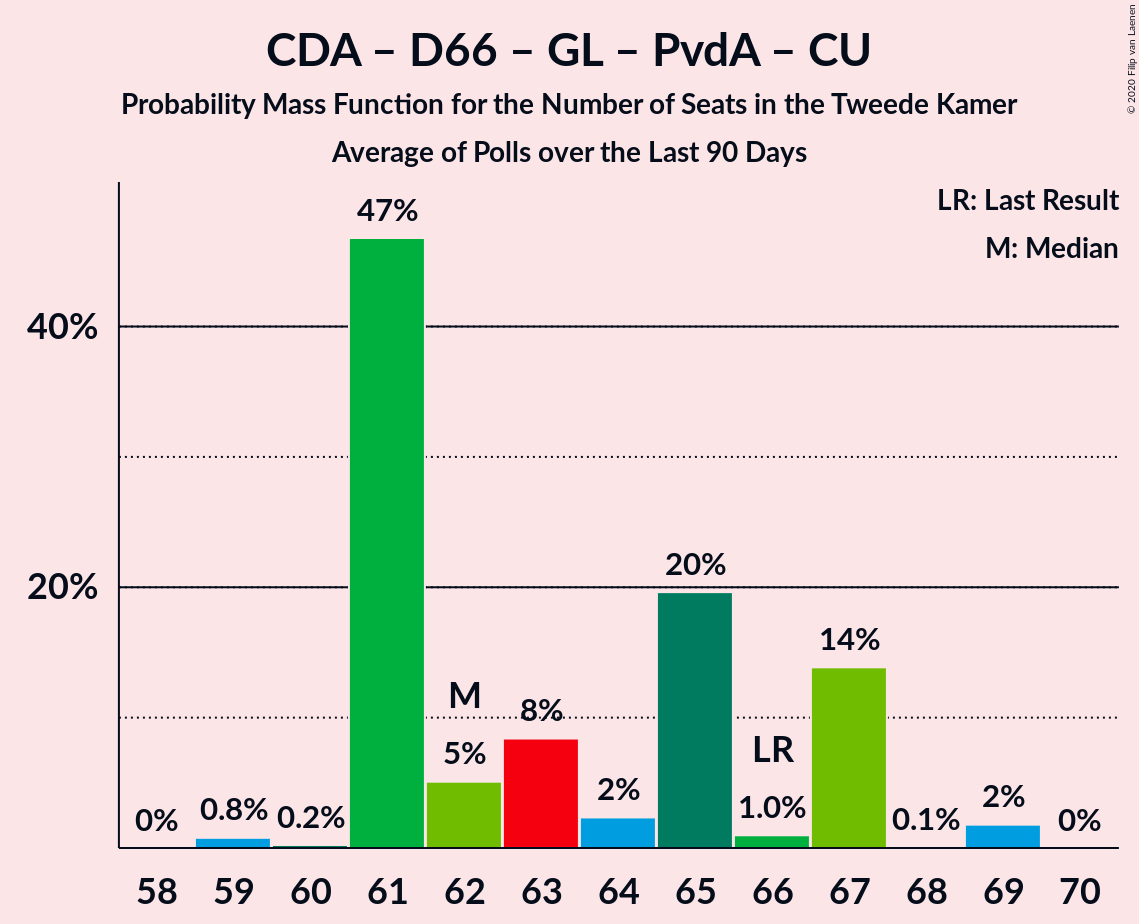 CDA – D66 – GL – PvdA – CU
Probability Mass Function for the Number of Seats in the Tweede Kamer
Average of Polls over the Last 90 Days
© 2020 Filip van Laenen
LR: Last Result
M: Median
47%
40%
20%
20%
14%
M
8%
LR
5%
2%
2%
1.0%
0%
0.8%
0.2%
0.1%
0%
58 59 60 61 62 63 64 65 66 67 68 69 70